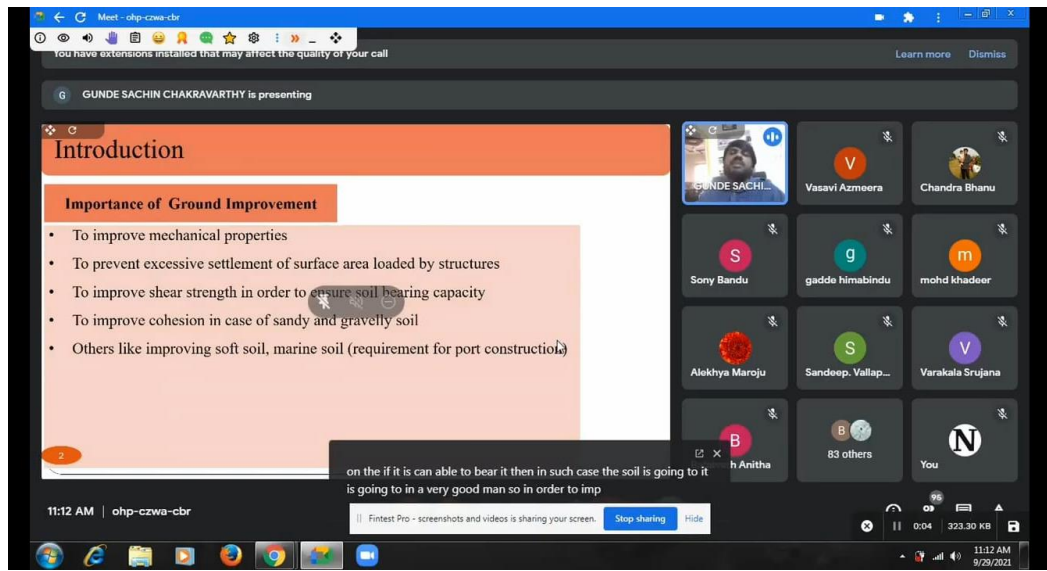 Meet - ohp-czwa-cbr
You have extensions installed that may affect the quality of your call
Learn more
Dismiss
G
GUNDE SACHIN CHAKRAVARTHY is presenting
Introduction
Importance of Ground Improvement
• To improve mechanical properties
• To prevent excessive settlement of surface area loaded by structures
• To improve shear strength in order to ensure soil bearing capacity
• To improve cohesion in case of sandy and gravelly soil
• Others like improving soft soil, marine soil (requirement for port construction)
2
GUNDE SACHI...
V
Vasavi Azmeera
Chandra Bhanu
S
Sony Bandu
g
gadde himabindu
m
mohd khadeer
Alekhya Maroju
S
Sandeep. Vallap...
V
Varakala Srujana
B
h Anitha
B
83 others
N
You
on the if it is can able to bear it then in such case the soil is going to it
is going to in a very good man so in order to imp
11:12 AM | ohp-czwa-cbr
Fintest Pro - screenshots and videos is sharing your screen.
Stop sharing
Hide
96
0:04
323.30 KB
11:12 AM
9/29/2021